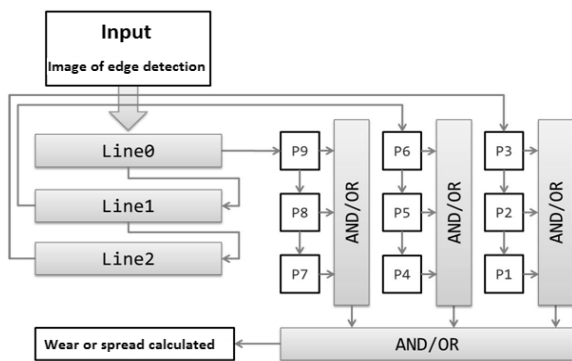 Input
Image of edge detection
Line0
Line1
Line2
P9
P8
P7
AND/OR
P6
P5
P4
AND/OR
P3
P2
P1
AND/OR
Wear or spread calculated
AND/OR